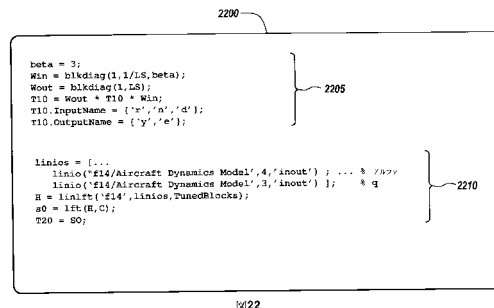 2200
beta = 3;
Win = blkdiag(1,1/LS,beta);
Wout = blkdiag(1,LS);
T10 = Wout * T10 * Win;
T10.InputName = {'r','n','d'};
T10.OutputName = {'y','e'};
2205
linios = [...
linio('f14/Aircraft Dynamics Model',4,'inout') ; ... % アルファ
linio('f14/Aircraft Dynamics Model',3,'inout') ]; % q
H = linlft('f14',linios,TunedBlocks);
s0 = lft(H,C);
T20 = SO;
2210
図22